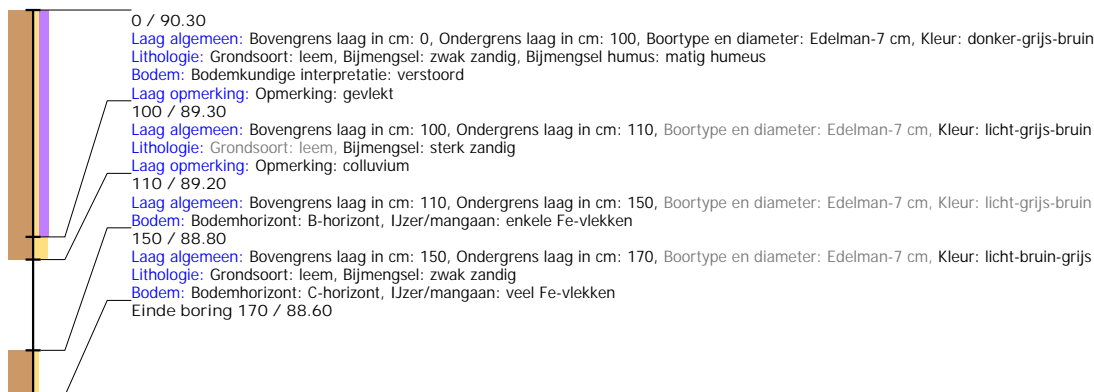 0 / 90.30
Laag algemeen: Bovengrens laag in cm: 0, Ondergrens laag in cm: 100, Boortype en diameter: Edelman-7 cm, Kleur: donker-grijs-bruin
Lithologie: Grondsoort: leem, Bijmengsel: zwak zandig, Bijmengsel humus: matig humeus
Bodem: Bodemkundige interpretatie: verstoord
Laag opmerking: Opmerking: gevlekt
100 / 89.30
Laag algemeen: Bovengrens laag in cm: 100, Ondergrens laag in cm: 110, Boortype en diameter: Edelman-7 cm, Kleur: licht-grijs-bruin
Lithologie: Grondsoort: leem, Bijmengsel: sterk zandig
Laag opmerking: Opmerking: colluvium
110 / 89.20
Laag algemeen: Bovengrens laag in cm: 110, Ondergrens laag in cm: 150, Boortype en diameter: Edelman-7 cm, Kleur: licht-grijs-bruin
Bodem: Bodemhorizont: B-horizont, IJzer/mangaan: enkele Fe-vlekken
150 / 88.80
Laag algemeen: Bovengrens laag in cm: 150, Ondergrens laag in cm: 170, Boortype en diameter: Edelman-7 cm, Kleur: licht-bruin-grijs
Lithologie: Grondsoort: leem, Bijmengsel: zwak zandig
Bodem: Bodemhorizont: C-horizont, IJzer/mangaan: veel Fe-vlekken
Einde boring 170 / 88.60